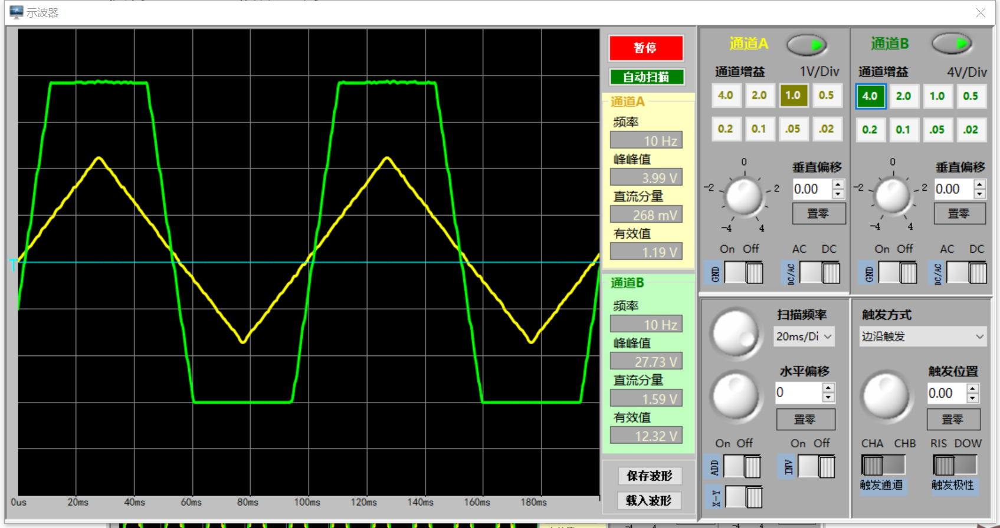 示波器
T
0us 20ms 40ms 60ms 80ms 100ms 120ms 140ms 160ms 180ms
暂停
自动扫描
通道A
频率
10 Hz
峰峰值
3.99 V
直流分量
268 mV
有效值
1.19 V
通道B
频率
10 Hz
峰峰值
27.73 V
直流分量
1.59 V
有效值
12.32 V
保存波形
载入波形
通道A
通道增益 1V/Div
4.0 2.0 1.0 0.5
0.2 0.1 .05 .02
0
-2 2
-4 4
垂直偏移
0.00
置零
On Off AC DC
GND DC/AC
通道B
通道增益 4V/Div
4.0 2.0 1.0 0.5
0.2 0.1 .05 .02
0
-2 2
-4 4
垂直偏移
0.00
置零
On Off AC DC
GND DC/AC
扫描频率
20ms/Di
水平偏移
0
置零
On Off On Off
ADD INV
X-Y
触发方式
边沿触发
触发位置
0.00
置零
CHA CHB RIS DOW
触发通道 触发极性